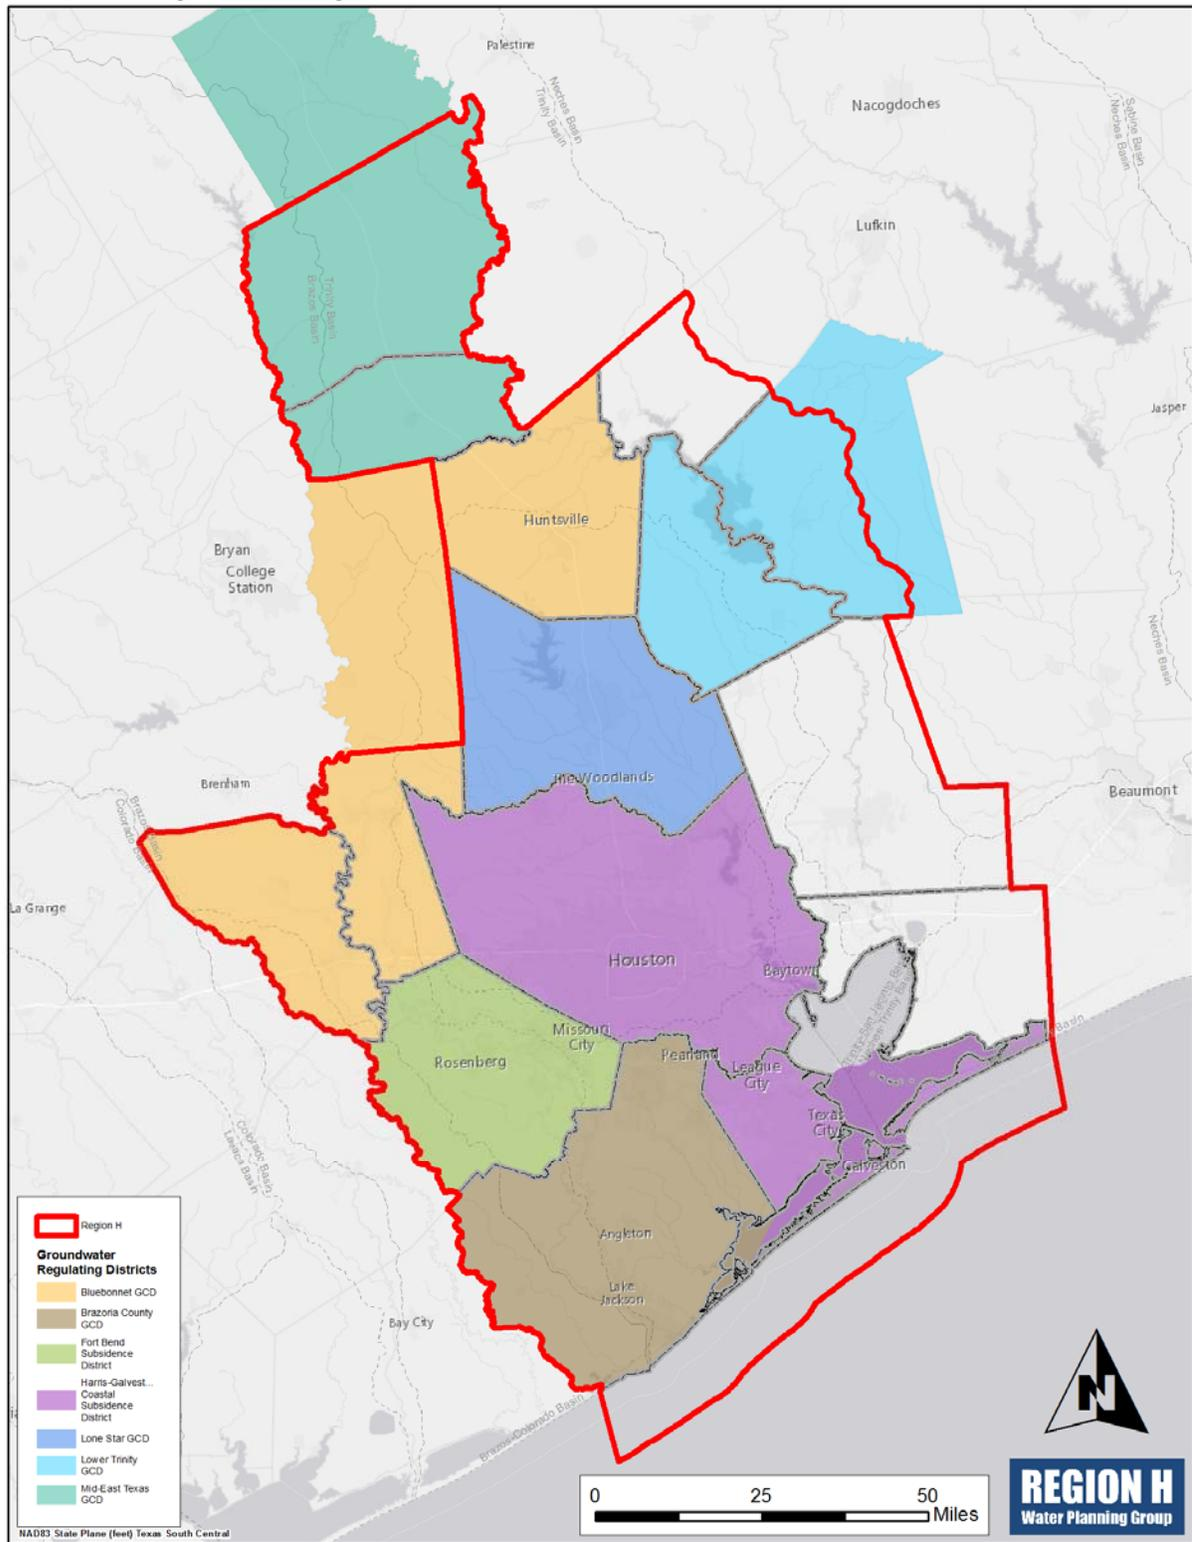 Palestine
Neches Basin
Trinity Basin
Nacogdoches
Sabine Basin
Neches Basin
Lufkin
Trinity Basin
Brazos Basin
Jasper
Huntsville
Bryan
College
Station
Neches Basin
The Woodlands
Brenham
Beaumont
Brazos Basin
Colorado Basin
La Grange
Houston
Baytown
Missouri
City
Pearland
Rosenberg
League
City
Basin
Texas
City
Galveston
Colorado Basin
Lavaca Basin
Angleton
Lake
Jackson
Bay City
Brazos-Colorado Basin
Region H
Groundwater
Regulating Districts
Bluebonnet GCD
Brazoria County
GCD
Fort Bend
Subsidence
District
Harris-Galvest...
Coastal
Subsidence
District
Lone Star GCD
Lower Trinity
GCD
Mid-East Texas
GCD
NAD83 State Plane (feet) Texas South Central
0 25 50
Miles
N
REGION H
Water Planning Group